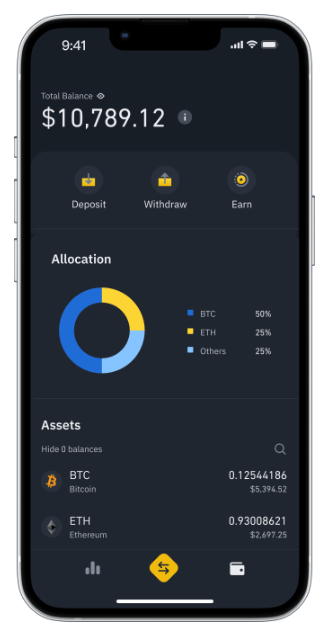 9:41
Total Balance
$10,789.12
Deposit Withdraw Earn
Allocation
BTC 50%
ETH 25%
Others 25%
Assets
Hide 0 balances
BTC 0.12544186
Bitcoin $5,394.52
ETH 0.93008621
Ethereum $2,697.25